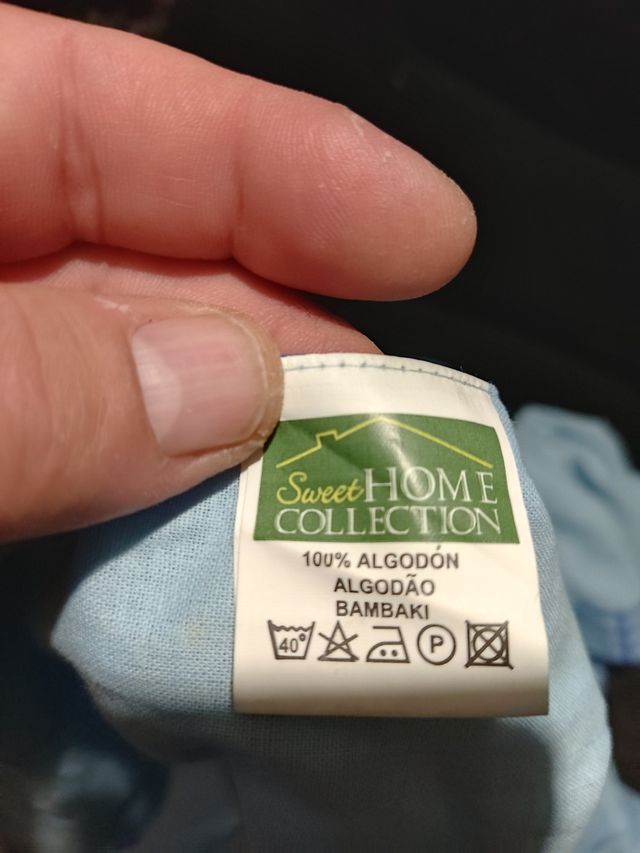 Sweet HOME
COLLECTION
100% ALGODÓN
ALGODÃO
BAMBAKI
40° P